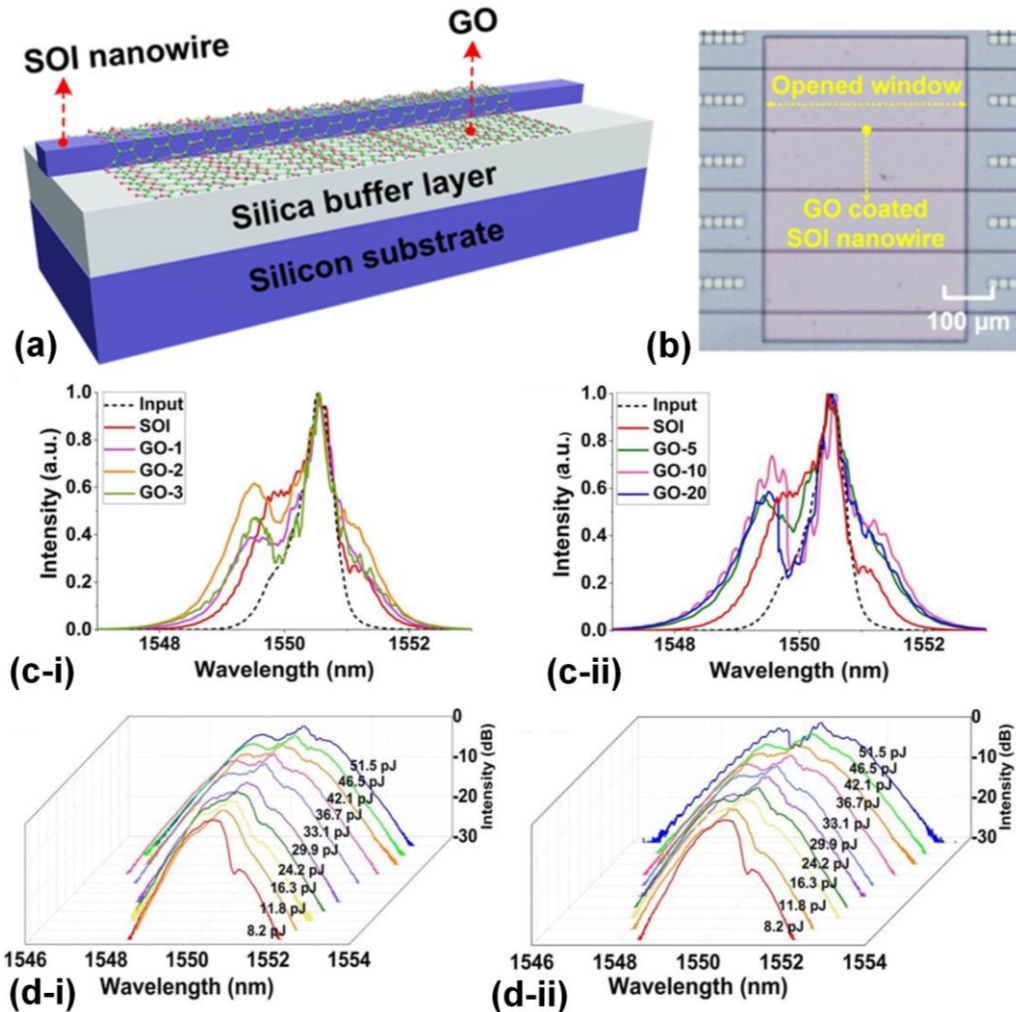 SOI nanowire
GO
Silica buffer layer
Silicon substrate
(a)
Opened window
GO coated
SOI nanowire
100 μm
(b)
Intensity (a.u.)
1.0
0.8
0.6
0.4
0.2
0.0
Input
SOI
GO-1
GO-2
GO-3
1548
1550
1552
Wavelength (nm)
(c-i)
Intensity (a.u.)
1.0
0.8
0.6
0.4
0.2
0.0
Input
SOI
GO-5
GO-10
GO-20
1548
1550
1552
Wavelength (nm)
(c-ii)
0
-10
-20
-30
Intensity (dB)
51.5 pJ
46.5 pJ
42.1 pJ
36.7 pJ
33.1 pJ
29.9 pJ
24.2 pJ
16.3 pJ
11.8 pJ
8.2 pJ
1546
1548
1550
1552
1554
Wavelength (nm)
(d-i)
0
-10
-20
-30
Intensity (dB)
51.5 pJ
46.5 pJ
42.1 pJ
36.7pJ
33.1 pJ
29.9 pJ
24.2 pJ
16.3 pJ
11.8 pJ
8.2 pJ
1546
1548
1550
1552
1554
Wavelength (nm)
(d-ii)